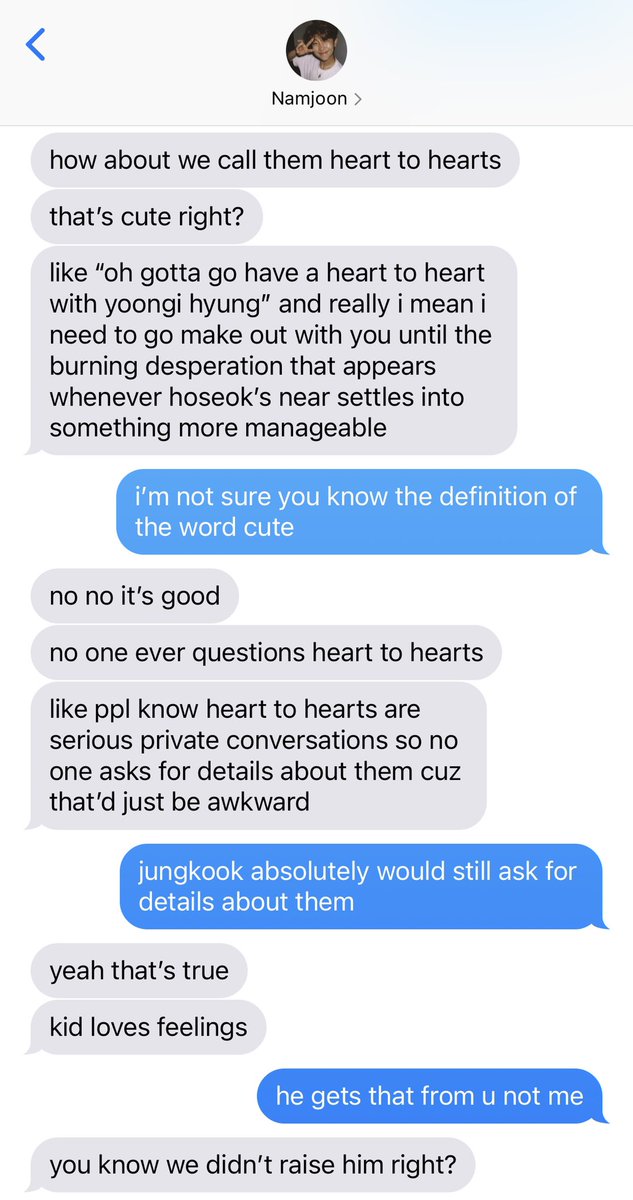 Namjoon
how about we call them heart to hearts
that’s cute right?
like “oh gotta go have a heart to heart
with yoongi hyung” and really i mean i
need to go make out with you until the
burning desperation that appears
whenever hoseok’s near settles into
something more manageable
i’m not sure you know the definition of
the word cute
no no it’s good
no one ever questions heart to hearts
like ppl know heart to hearts are
serious private conversations so no
one asks for details about them cuz
that’d just be awkward
jungkook absolutely would still ask for
details about them
yeah that’s true
kid loves feelings
he gets that from u not me
you know we didn’t raise him right?